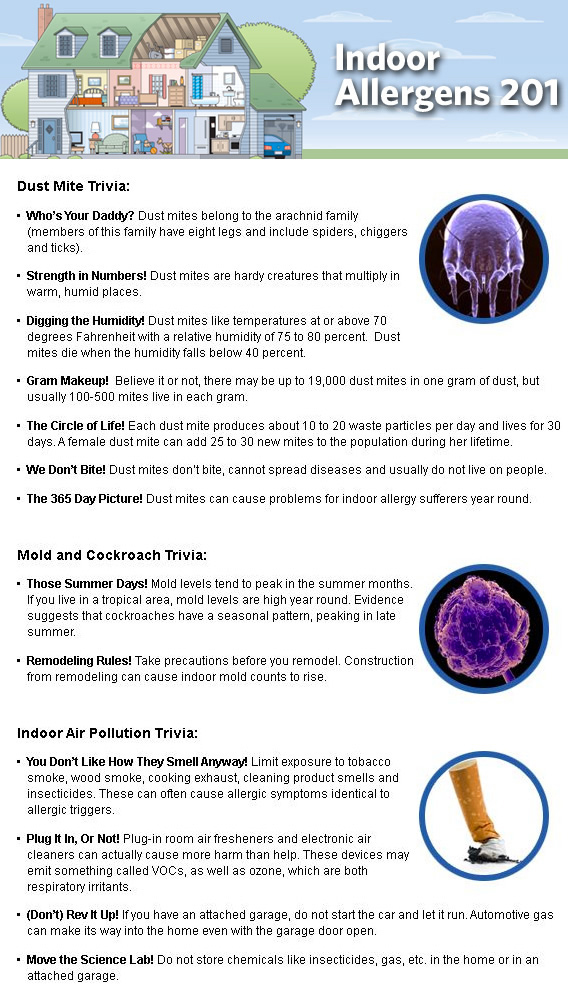 Indoor
Allergens 201
Dust Mite Trivia:
• Who's Your Daddy? Dust mites belong to the arachnid family
(members of this family have eight legs and include spiders, chiggers
and ticks).
• Strength in Numbers! Dust mites are hardy creatures that multiply in
warm, humid places.
• Digging the Humidity! Dust mites like temperatures at or above 70
degrees Fahrenheit with a relative humidity of 75 to 80 percent.  Dust
mites die when the humidity falls below 40 percent.
• Gram Makeup!  Believe it or not, there may be up to 19,000 dust mites in one gram of dust, but
usually 100-500 mites live in each gram.
• The Circle of Life! Each dust mite produces about 10 to 20 waste particles per day and lives for 30
days. A female dust mite can add 25 to 30 new mites to the population during her lifetime.
• We Don't Bite! Dust mites don't bite, cannot spread diseases and usually do not live on people.
• The 365 Day Picture! Dust mites can cause problems for indoor allergy sufferers year round.
Mold and Cockroach Trivia:
• Those Summer Days! Mold levels tend to peak in the summer months.
If you live in a tropical area, mold levels are high year round. Evidence
suggests that cockroaches have a seasonal pattern, peaking in late
summer.
• Remodeling Rules! Take precautions before you remodel. Construction
from remodeling can cause indoor mold counts to rise.
Indoor Air Pollution Trivia:
• You Don't Like How They Smell Anyway! Limit exposure to tobacco
smoke, wood smoke, cooking exhaust, cleaning product smells and
insecticides. These can often cause allergic symptoms identical to
allergic triggers.
• Plug It In, Or Not! Plug-in room air fresheners and electronic air
cleaners can actually cause more harm than help. These devices may
emit something called VOCs, as well as ozone, which are both
respiratory irritants.
• (Don't) Rev It Up! If you have an attached garage, do not start the car and let it run. Automotive gas
can make its way into the home even with the garage door open.
• Move the Science Lab! Do not store chemicals like insecticides, gas, etc. in the home or in an
attached garage.